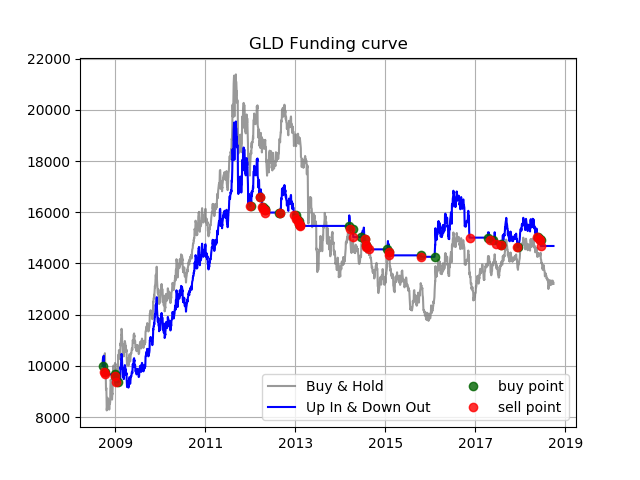 GLD Funding curve
22000
20000
18000
16000
14000
12000
10000
8000
2009 2011 2013 2015 2017 2019
Buy & Hold buy point
Up In & Down Out sell point